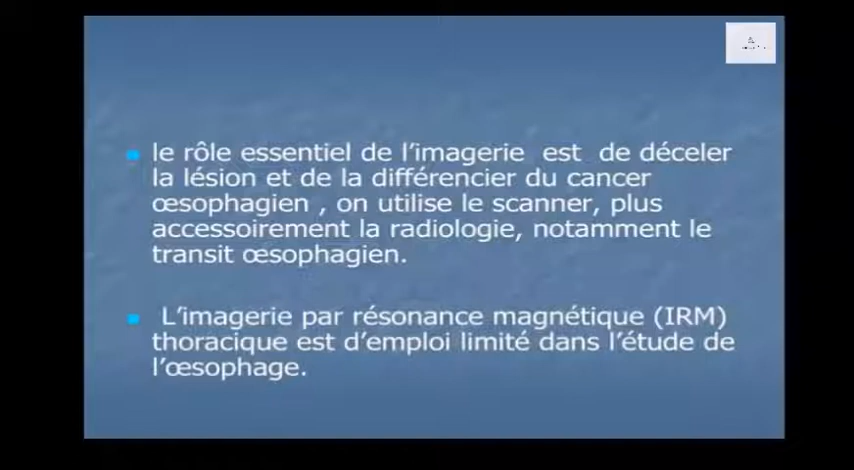 le rôle essentiel de l'imagerie est de déceler
la lésion et de la différencier du cancer
œsophagien , on utilise le scanner, plus
accessoirement la radiologie, notamment le
transit œsophagien.
L'imagerie par résonance magnétique (IRM)
thoracique est d'emploi limité dans l'étude de
l'œsophage.